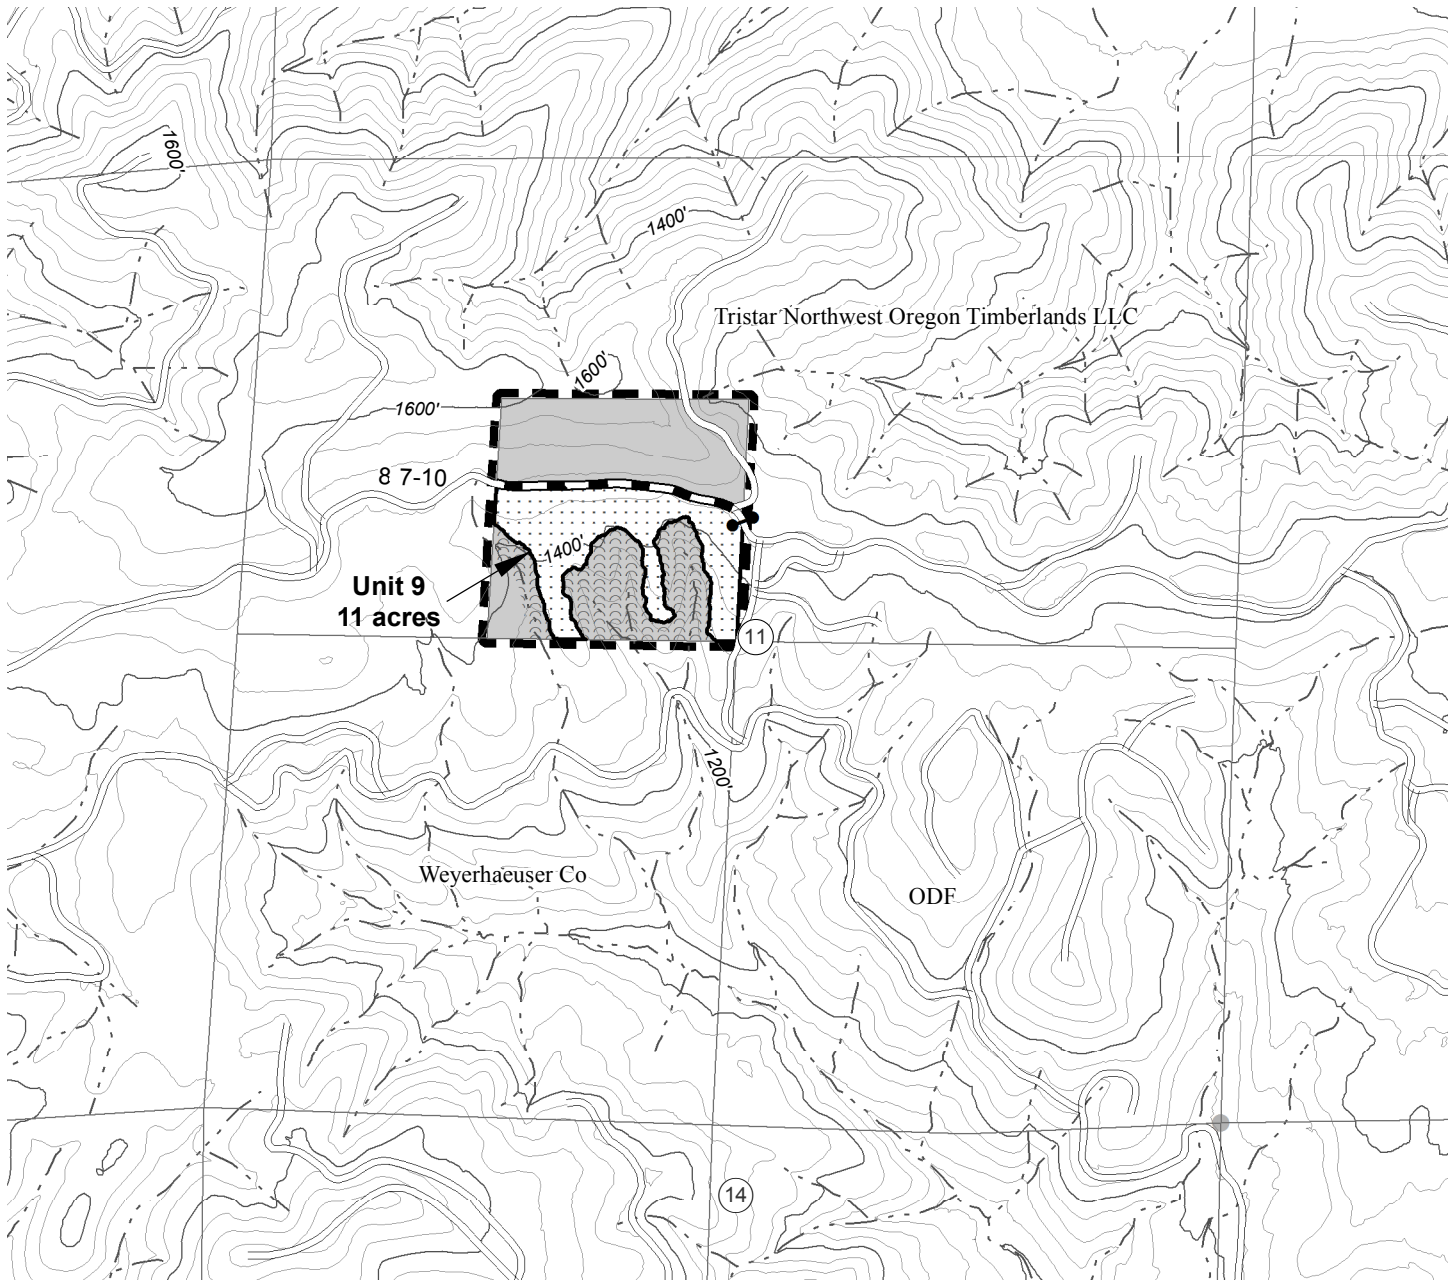 1600'
1400'
Tristar Northwest Oregon Timberlands LLC
1600'
1600'
8 7-10
1400'
Unit 9
11 acres
11
1200'
Weyerhaeuser Co
ODF
14